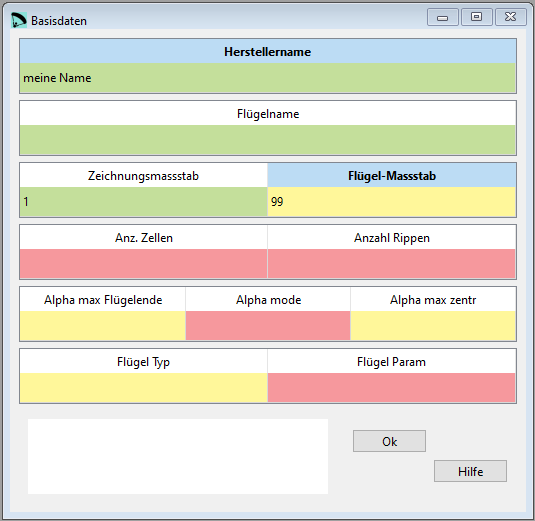 Basisdaten
Herstellername
meine Name
Flügelname
Zeichnungsmassstab Flügel-Massstab
1 99
Anz. Zellen Anzahl Rippen
Alpha max Flügelende Alpha mode Alpha max zentr
Flügel Typ Flügel Param
Ok
Hilfe